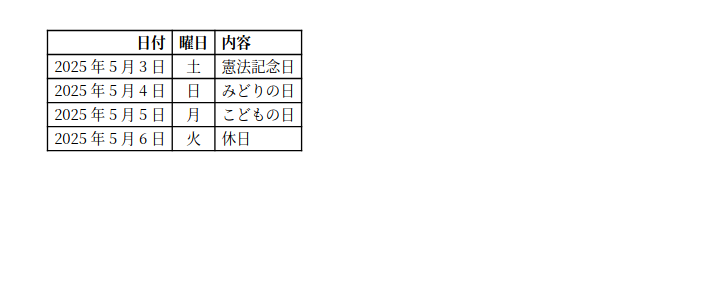 日付 曜日 内容
2025 年 5 月 3 日 土 憲法記念日
2025 年 5 月 4 日 日 みどりの日
2025 年 5 月 5 日 月 こどもの日
2025 年 5 月 6 日 火 休日